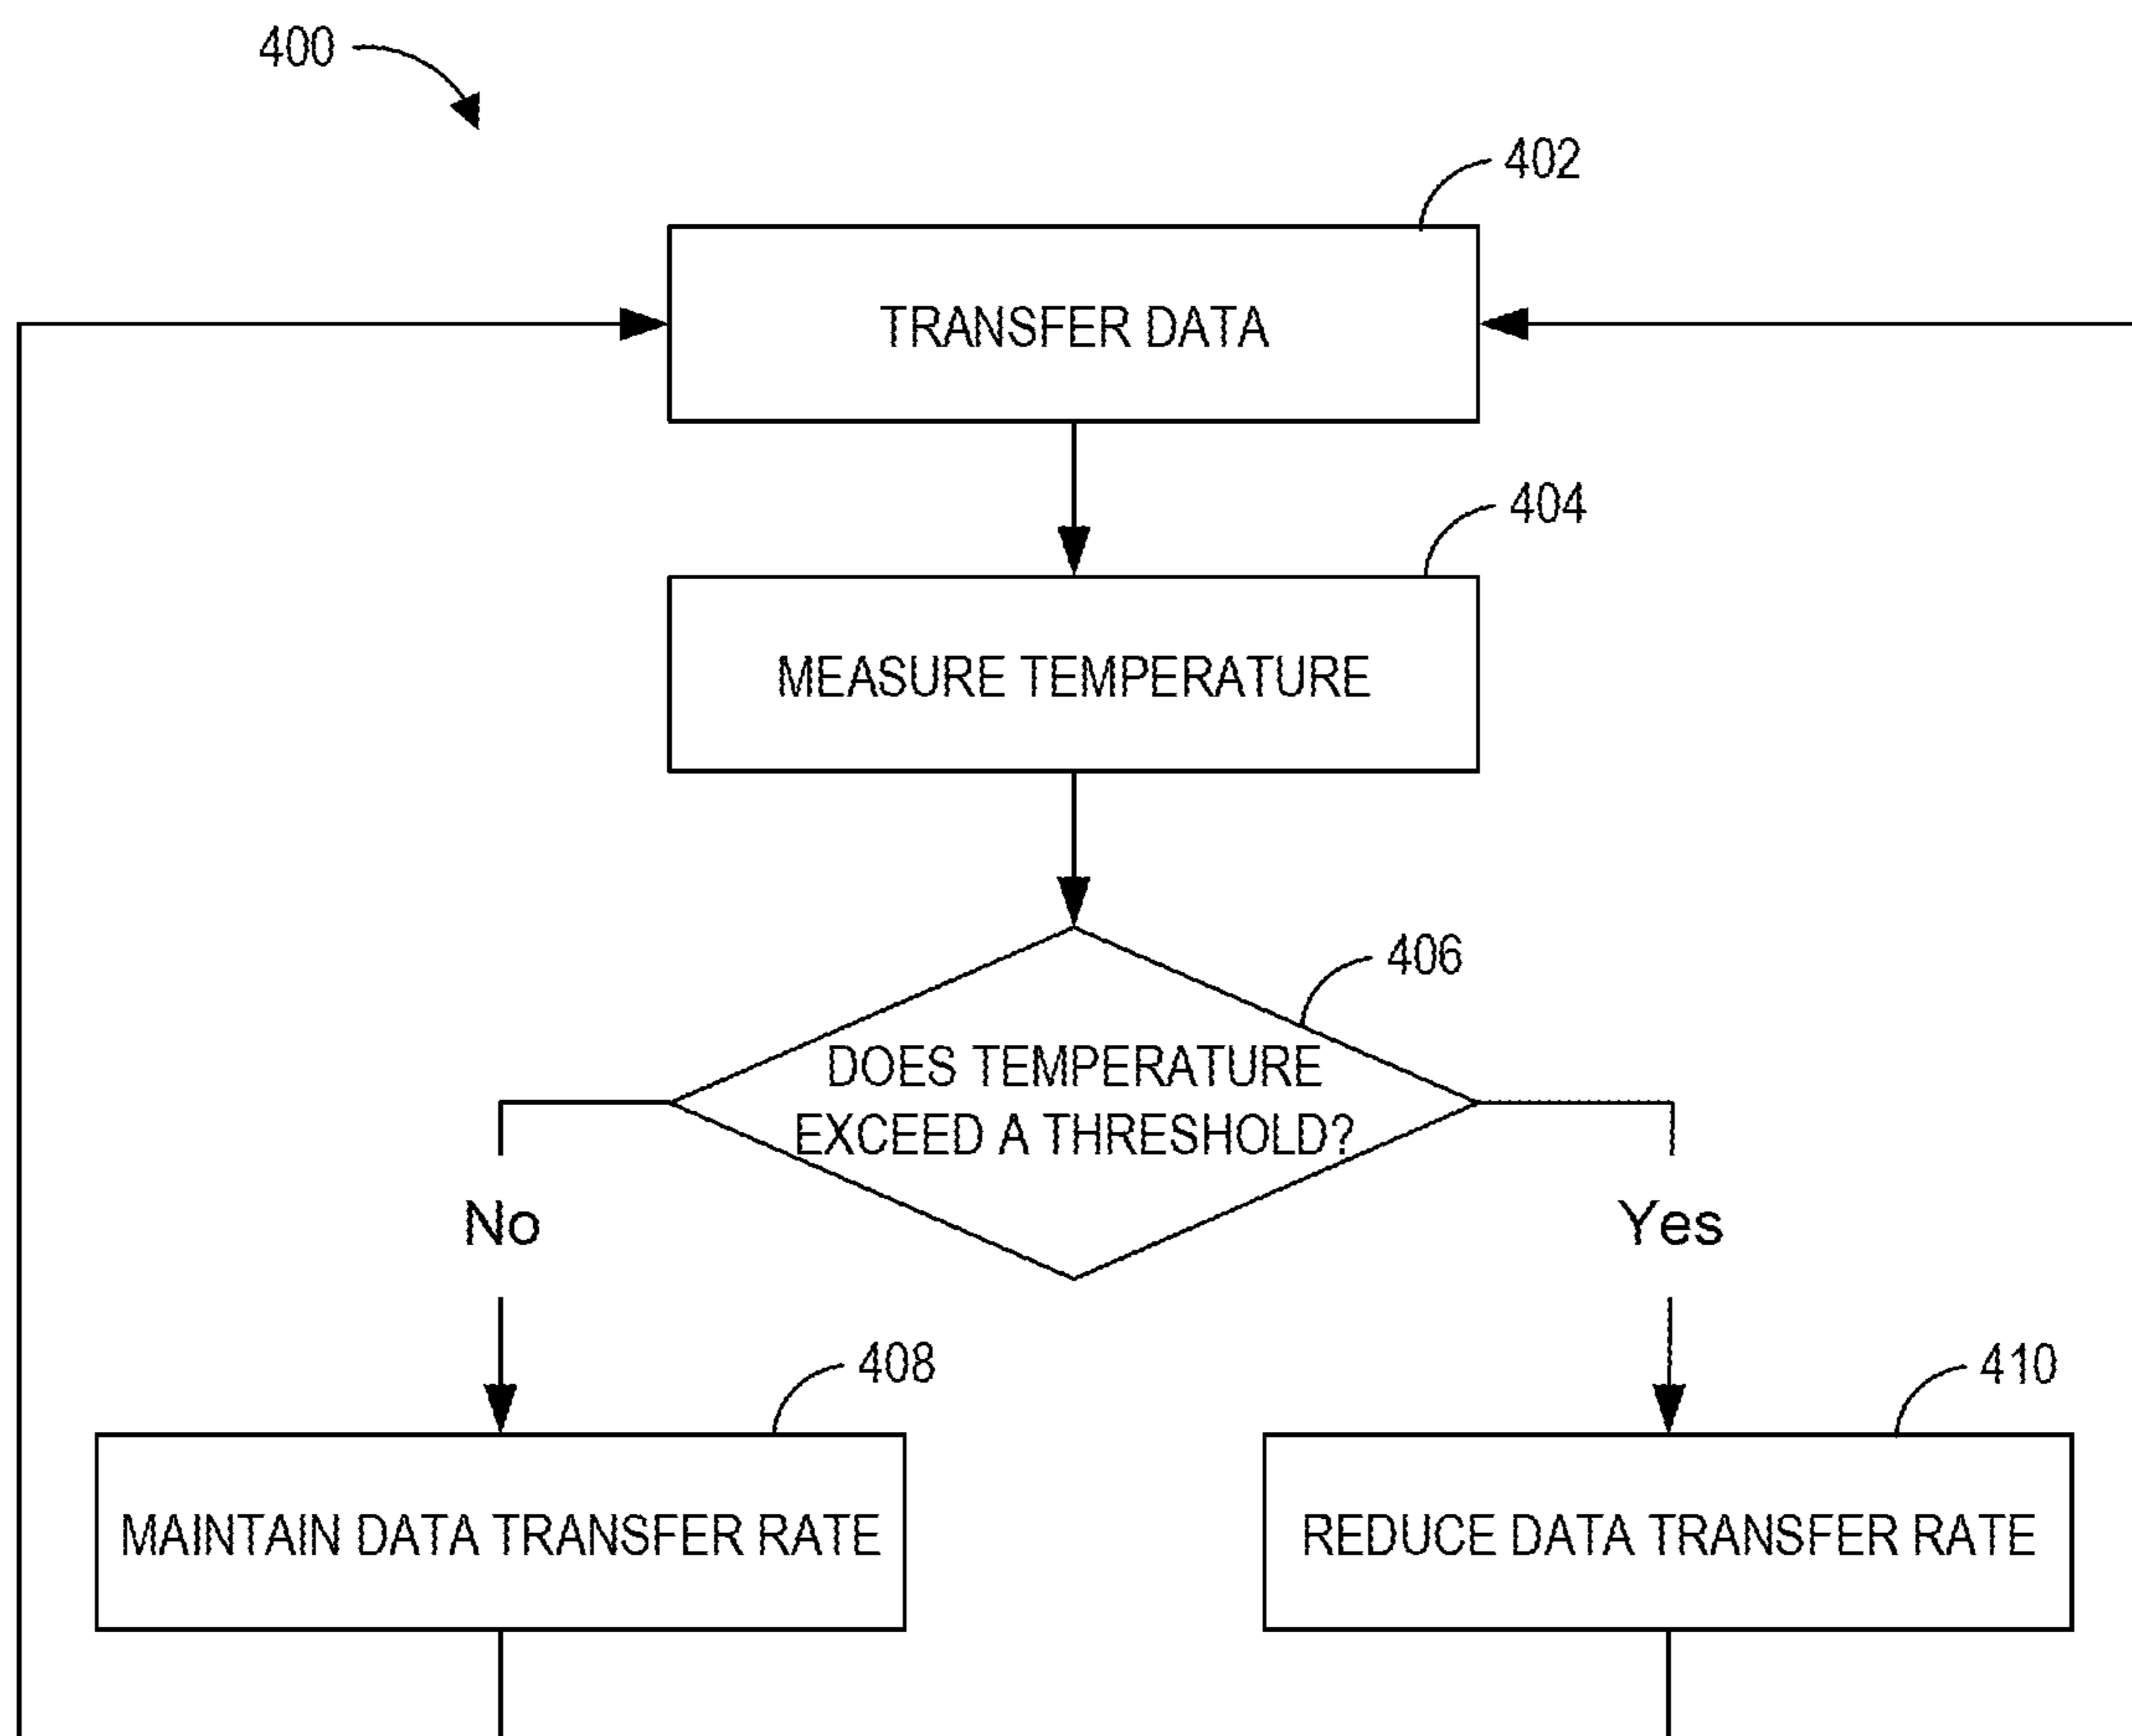 400
402
TRANSFER DATA
404
MEASURE TEMPERATURE
406
DOES TEMPERATURE
EXCEED A THRESHOLD?
No
Yes
408
410
MAINTAIN DATA TRANSFER RATE
REDUCE DATA TRANSFER RATE